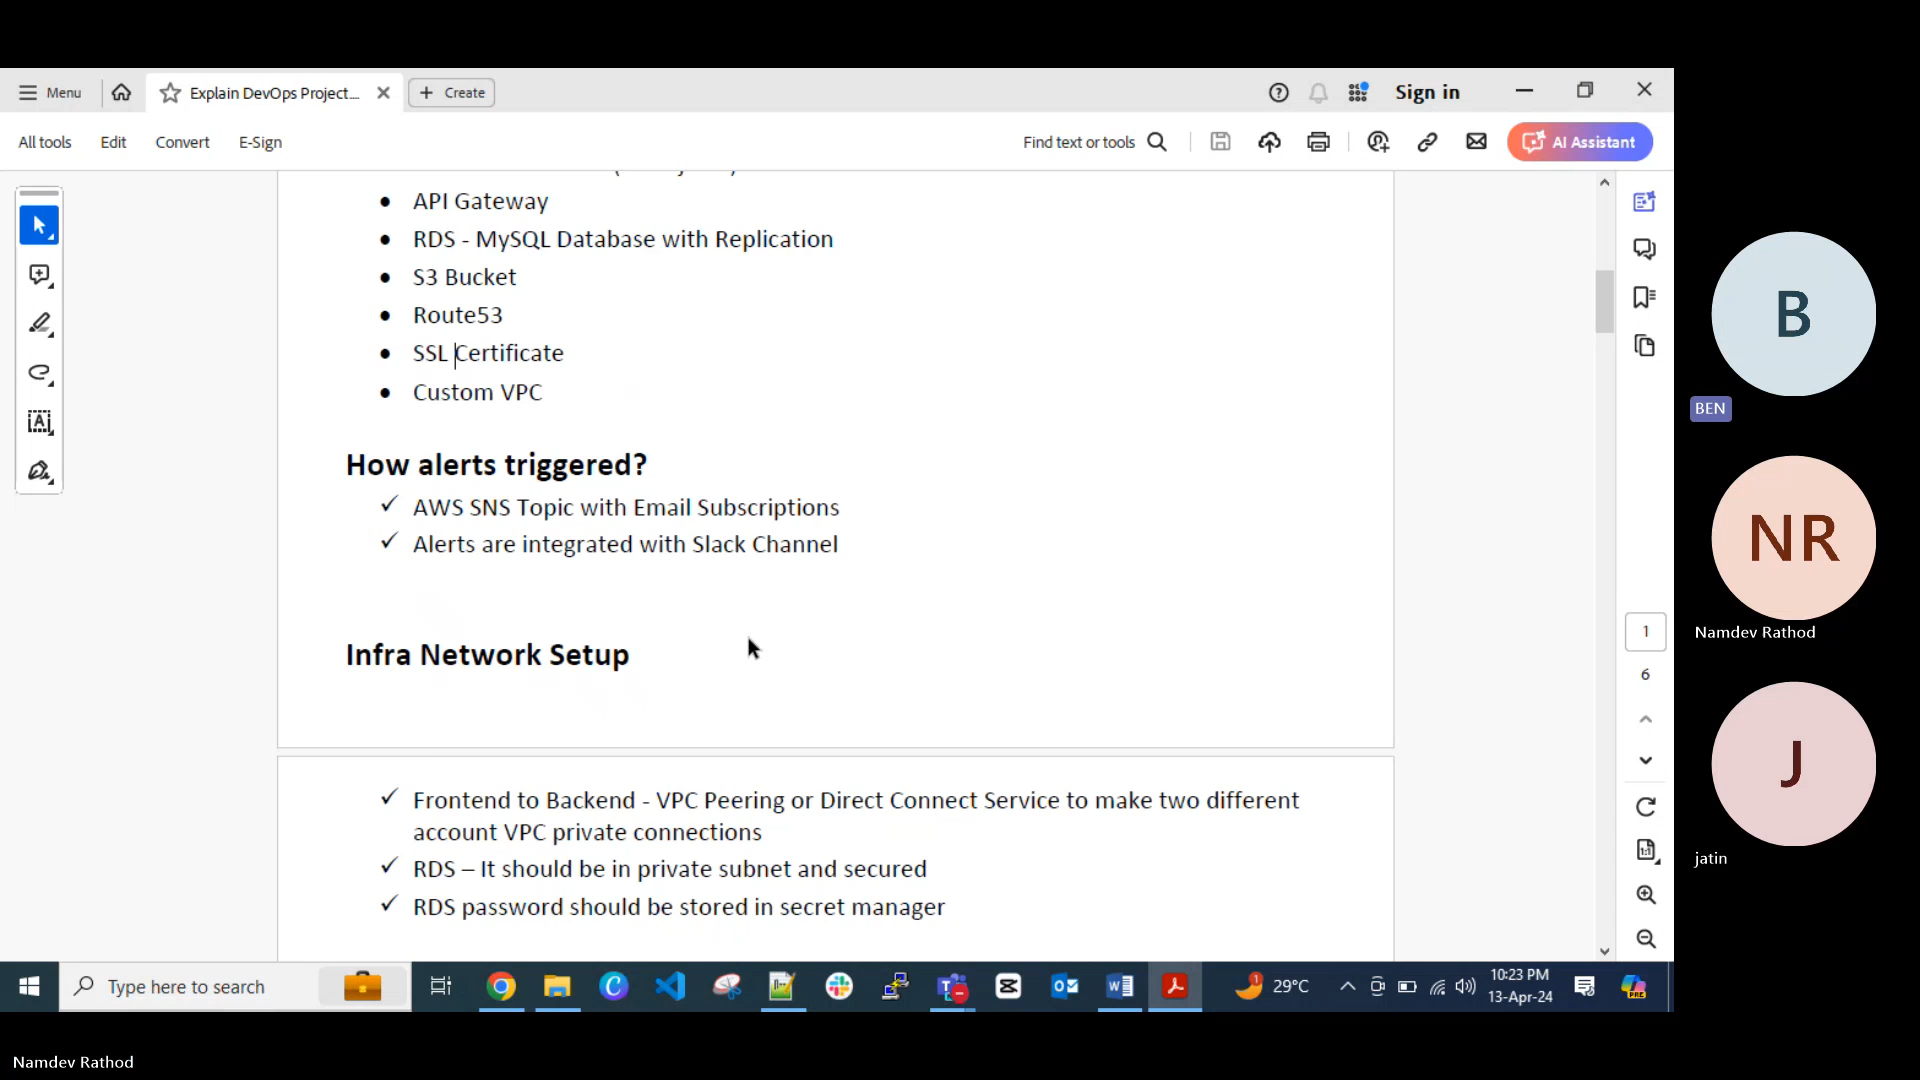 Menu
Explain DevOps Project...
Create
Sign in
All tools
Edit
Convert
E-Sign
Find text or tools
AI Assistant
• API Gateway
• RDS - MySQL Database with Replication
• S3 Bucket
• Route53
• SSL Certificate
• Custom VPC
How alerts triggered?
✓ AWS SNS Topic with Email Subscriptions
✓ Alerts are integrated with Slack Channel
Infra Network Setup
✓ Frontend to Backend - VPC Peering or Direct Connect Service to make two different
account VPC private connections
✓ RDS – It should be in private subnet and secured
✓ RDS password should be stored in secret manager
1
6
B
BEN
NR
Namdev Rathod
J
jatin
Type here to search
29°C
10:23 PM
13-Apr-24
Namdev Rathod